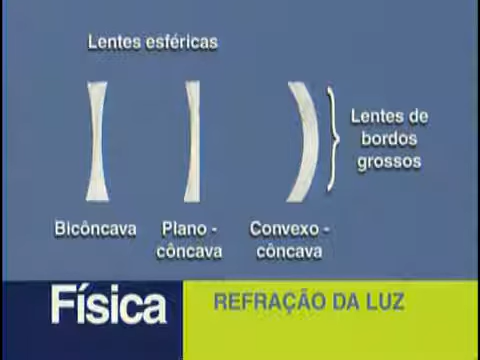 Lentes esféricas
Lentes de
bordos
grossos
Bicôncava
Plano -
côncava
Convexo -
côncava
Física
REFRAÇÃO DA LUZ